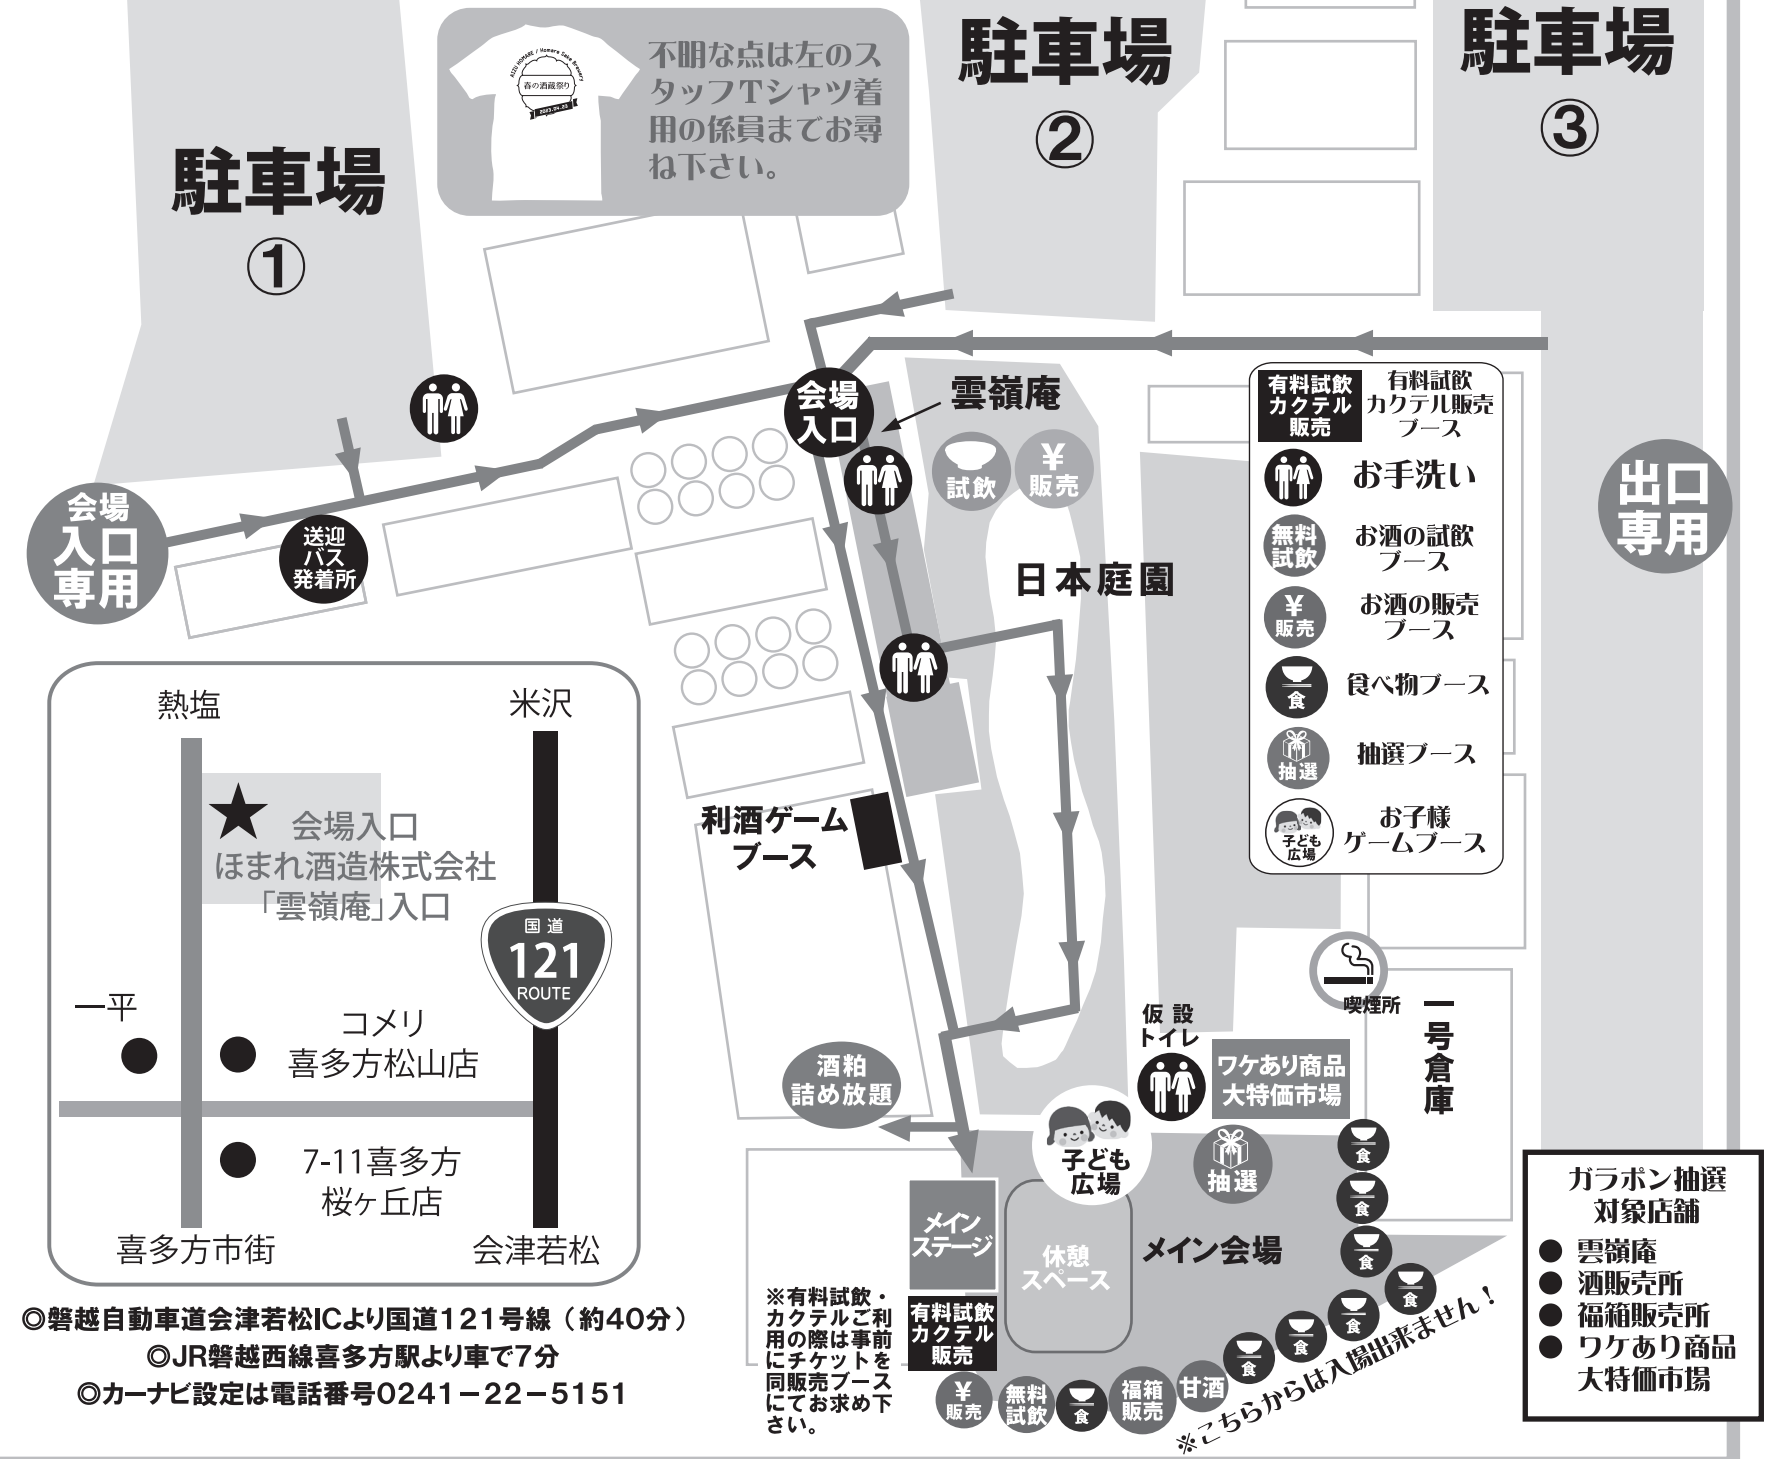 駐車場
①
AIZU HOMARE / Homare Sake Brewery
春の酒蔵祭り
2023.04.23
不明な点は左のス
タッフTシャツ着
用の係員までお尋
ね下さい。
駐車場
②
駐車場
③
会場
入口
専用
送迎
バス
発着所
会場
入口
雲嶺庵
試飲
¥
販売
日本庭園
有料試飲
カクテル
販売
有料試飲
カクテル販売
ブース
お手洗い
無料
試飲
お酒の試飲
ブース
¥
販売
お酒の販売
ブース
食
食べ物ブース
抽選
抽選ブース
子ども
広場
お子様
ゲームブース
出口
専用
利酒ゲーム
ブース
熱塩
米沢
★
会場入口
ほまれ酒造株式会社
「雲嶺庵」入口
国道
121
ROUTE
一平
コメリ
喜多方松山店
7-11喜多方
桜ヶ丘店
喜多方市街
会津若松
◎磐越自動車道会津若松ICより国道121号線（約40分）
◎JR磐越西線喜多方駅より車で7分
◎カーナビ設定は電話番号0241－22－5151
酒粕
詰め放題
仮設
トイレ
ワケあり商品
大特価市場
喫煙所
一号倉庫
子ども
広場
抽選
食
食
食
食
食
食
食
メイン
ステージ
休憩
スペース
メイン会場
※有料試飲・
カクテルご利
用の際は事前
にチケットを
同販売ブース
にてお求め下
さい。
有料試飲
カクテル
販売
¥
販売
無料
試飲
食
福箱
販売
甘酒
※こちらからは入場出来ません！
ガラポン抽選
対象店舗
● 雲嶺庵
● 酒販売所
● 福箱販売所
● ワケあり商品
大特価市場